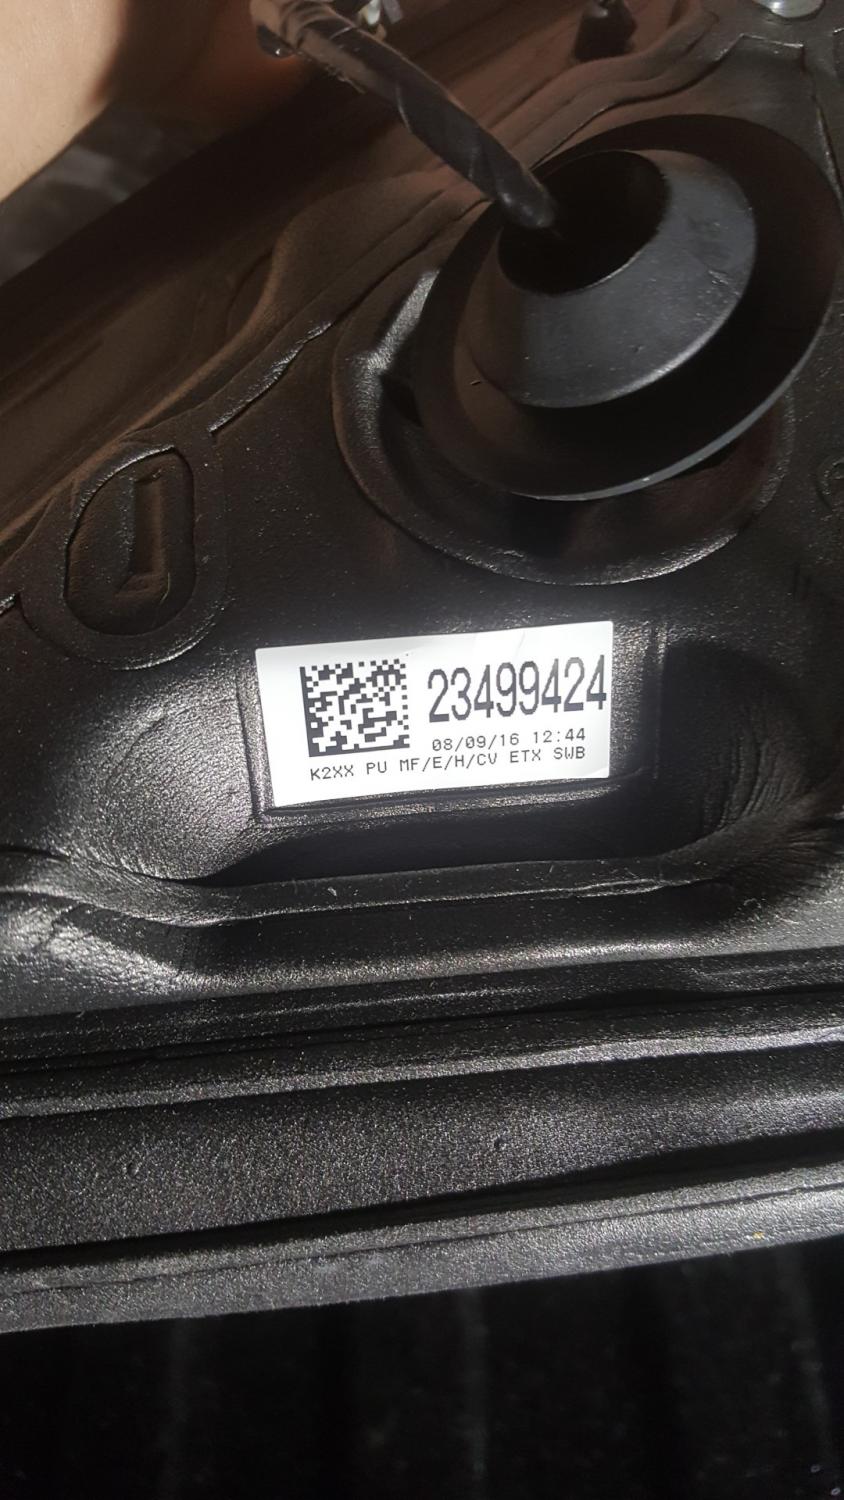 23499424
08/09/16 12:44
K2XX PU MF/E/H/CV ETX SWB